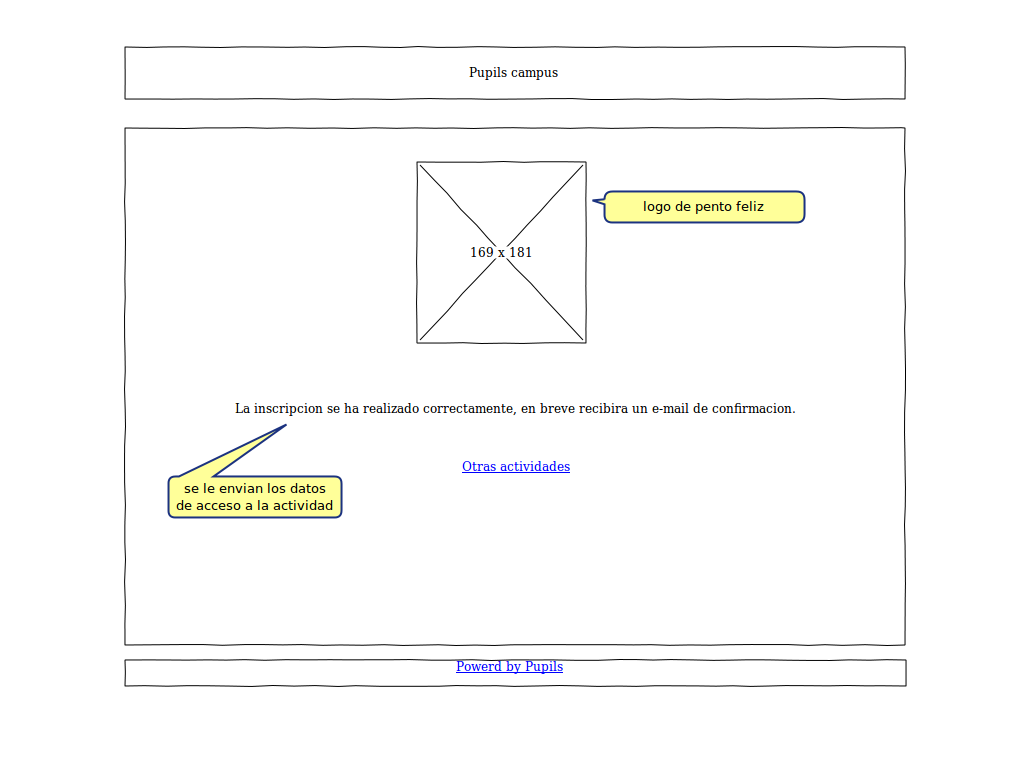 Pupils campus
logo de pento feliz
169 x 181
La inscripcion se ha realizado correctamente, en breve recibira un e-mail de confirmacion.
Otras actividades
se le envian los datos
de acceso a la actividad
Powerd by Pupils